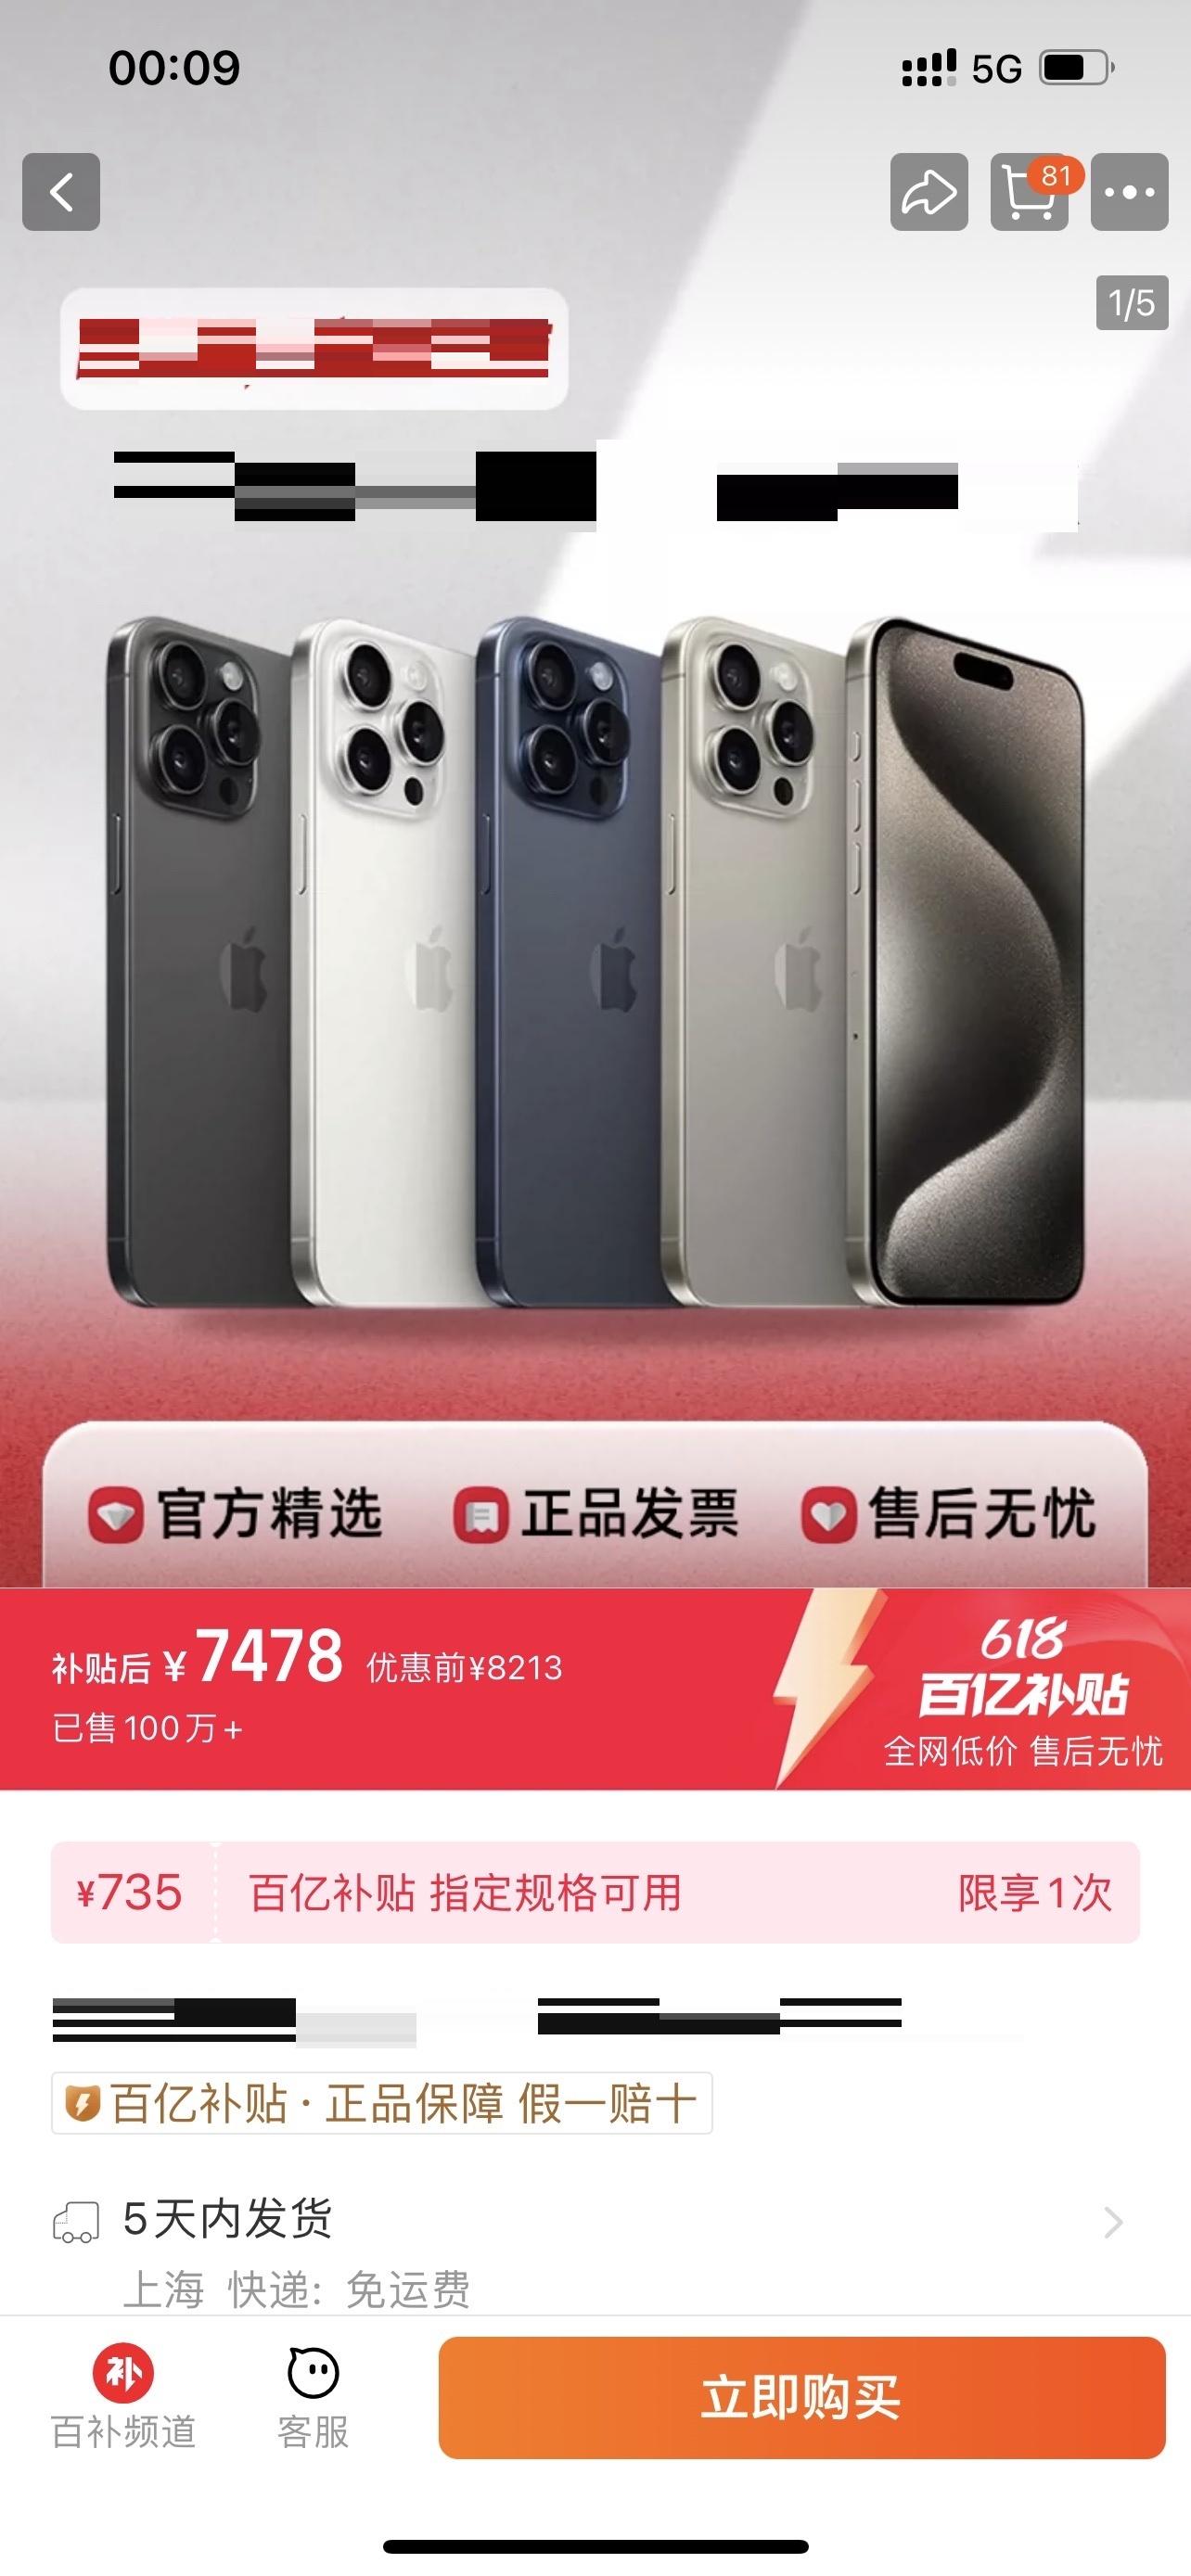 00:09
5G
81
1/5
官方精选 正品发票 售后无忧
补贴后 ¥7478 优惠前¥8213
已售100万+
618
百亿补贴
全网低价 售后无忧
¥735 百亿补贴 指定规格可用 限享1次
百亿补贴·正品保障 假一赔十
5天内发货
上海 快递: 免运费
补
百补频道
客服
立即购买